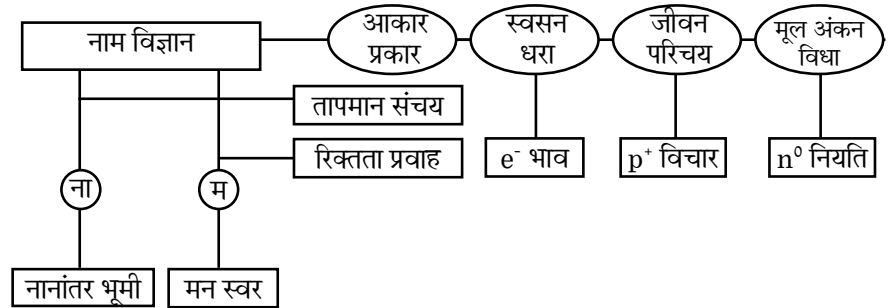 नाम विज्ञान
आकार
प्रकार
स्वसन
धरा
जीवन
परिचय
मूल अंकन
विधा
तापमान संचय
रिक्तता प्रवाह
e⁻ भाव
p⁺ विचार
n⁰ नियति
ना
म
नानांतर भूमी
मन स्वर